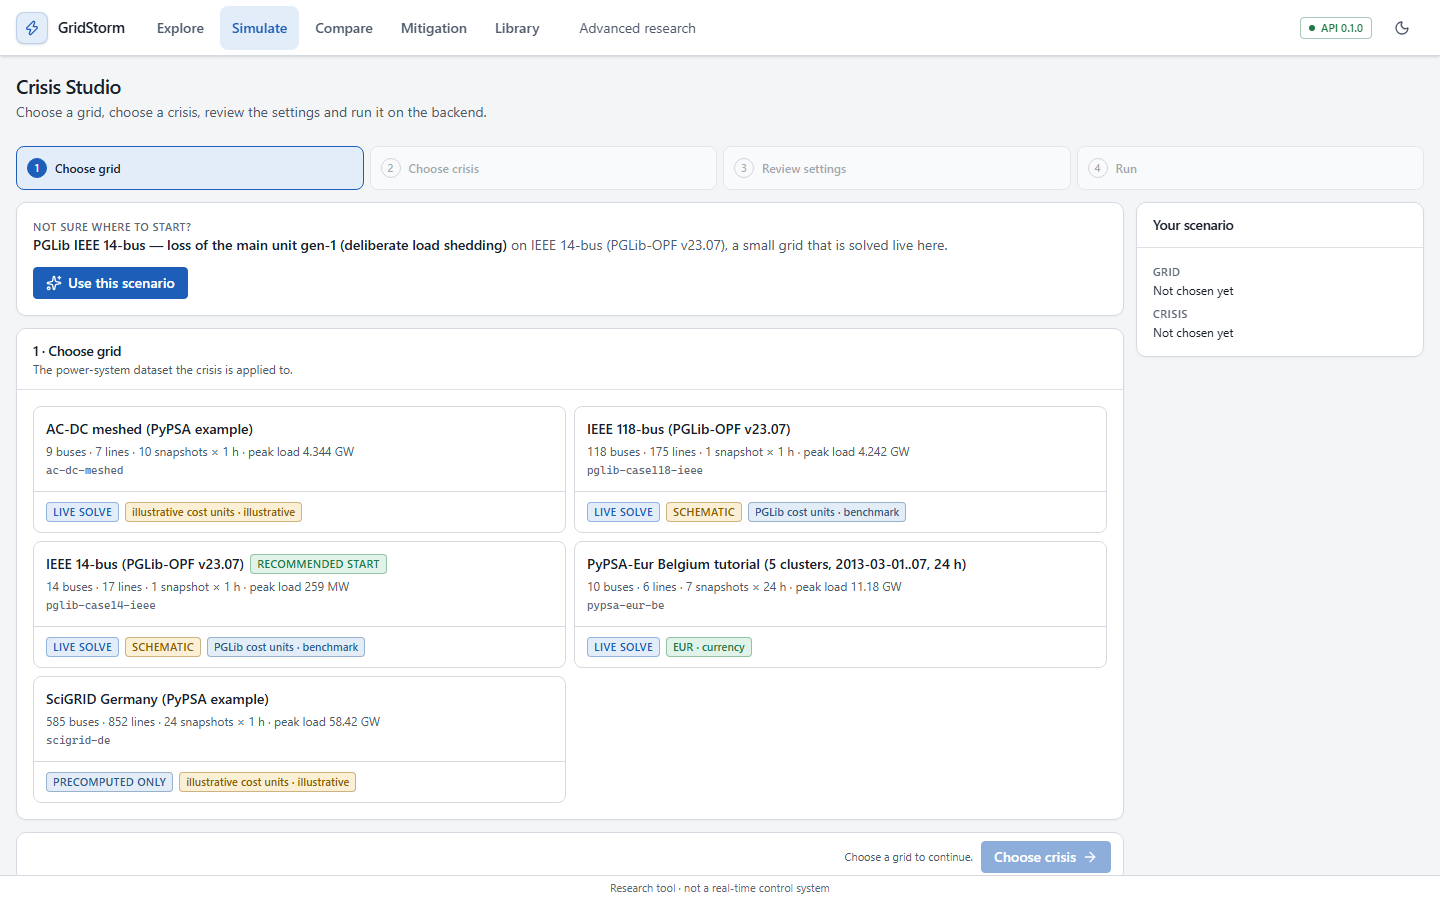 GridStorm
Explore
Simulate
Compare
Mitigation
Library
Advanced research
API 0.1.0
Crisis Studio
Choose a grid, choose a crisis, review the settings and run it on the backend.
1 Choose grid
2 Choose crisis
3 Review settings
4 Run
NOT SURE WHERE TO START?
PGLib IEEE 14-bus — loss of the main unit gen-1 (deliberate load shedding) on IEEE 14-bus (PGLib-OPF v23.07), a small grid that is solved live here.
Use this scenario
Your scenario
GRID
Not chosen yet
CRISIS
Not chosen yet
1 · Choose grid
The power-system dataset the crisis is applied to.
AC-DC meshed (PyPSA example)
9 buses · 7 lines · 10 snapshots × 1 h · peak load 4.344 GW
ac-dc-meshed
LIVE SOLVE
illustrative cost units · illustrative
IEEE 118-bus (PGLib-OPF v23.07)
118 buses · 175 lines · 1 snapshot × 1 h · peak load 4.242 GW
pglib-case118-ieee
LIVE SOLVE
SCHEMATIC
PGLib cost units · benchmark
IEEE 14-bus (PGLib-OPF v23.07) RECOMMENDED START
14 buses · 17 lines · 1 snapshot × 1 h · peak load 259 MW
pglib-case14-ieee
LIVE SOLVE
SCHEMATIC
PGLib cost units · benchmark
PyPSA-Eur Belgium tutorial (5 clusters, 2013-03-01..07, 24 h)
10 buses · 6 lines · 7 snapshots × 24 h · peak load 11.18 GW
pypsa-eur-be
LIVE SOLVE
EUR · currency
SciGRID Germany (PyPSA example)
585 buses · 852 lines · 24 snapshots × 1 h · peak load 58.42 GW
scigrid-de
PRECOMPUTED ONLY
illustrative cost units · illustrative
Choose a grid to continue.
Choose crisis →
Research tool · not a real-time control system